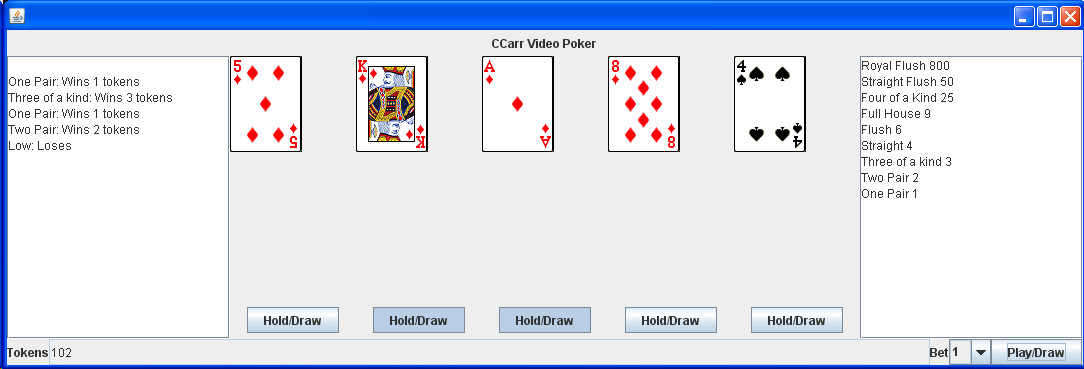 CCarr Video Poker
One Pair: Wins 1 tokens
Three of a kind: Wins 3 tokens
One Pair: Wins 1 tokens
Two Pair: Wins 2 tokens
Low: Loses
5 5
K K
A A
8 8
4 4
Royal Flush 800
Straight Flush 50
Four of a Kind 25
Full House 9
Flush 6
Straight 4
Three of a kind 3
Two Pair 2
One Pair 1
Hold/Draw Hold/Draw Hold/Draw Hold/Draw Hold/Draw
Tokens 102 Bet 1 Play/Draw